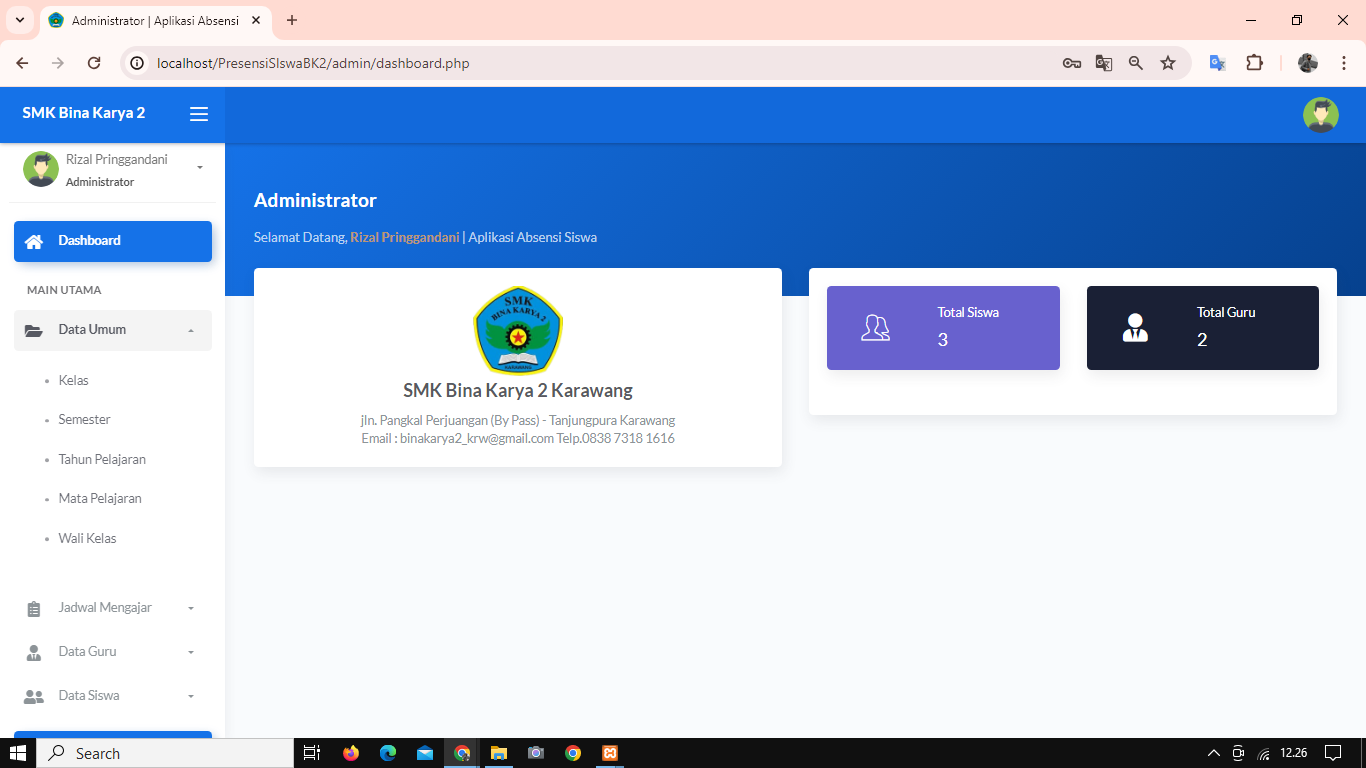 Administrator | Aplikasi Absensi
localhost/PresensiSIswaBK2/admin/dashboard.php
SMK Bina Karya 2
Rizal Pringgandani
Administrator
Dashboard
MAIN UTAMA
Data Umum
Kelas
Semester
Tahun Pelajaran
Mata Pelajaran
Wali Kelas
Jadwal Mengajar
Data Guru
Data Siswa
Administrator
Selamat Datang, Rizal Pringgandani | Aplikasi Absensi Siswa
SMK
BINA KARYA 2
KARAWANG
SMK Bina Karya 2 Karawang
jln. Pangkal Perjuangan (By Pass) - Tanjungpura Karawang
Email : binakarya2_krw@gmail.com Telp.0838 7318 1616
Total Siswa
3
Total Guru
2
Search
12.26